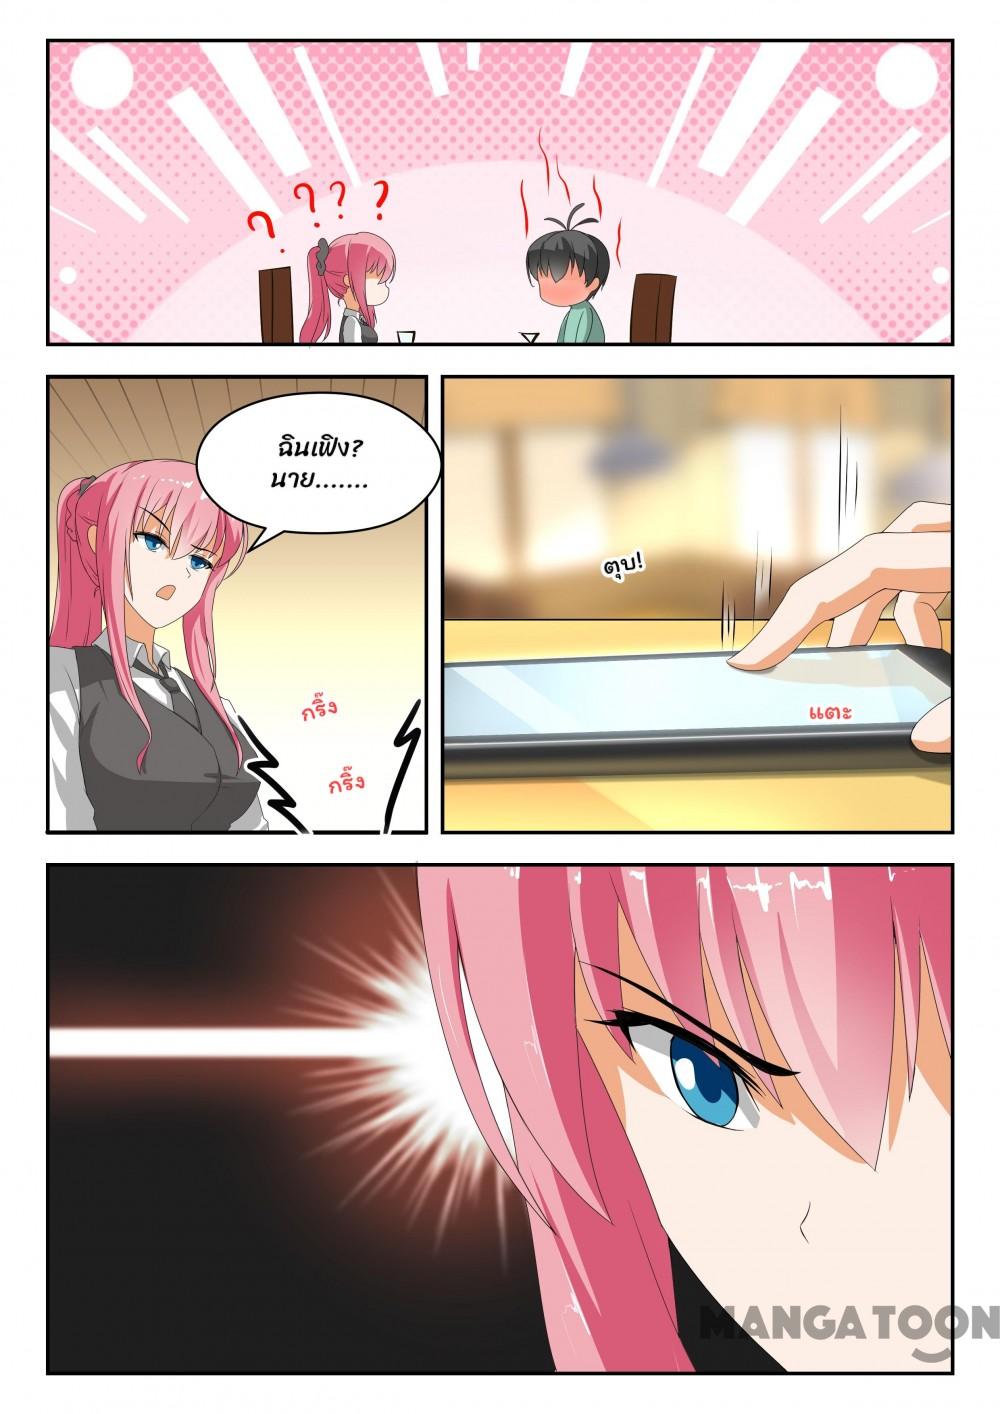 ? ? ? ?
ฉินเฟิง?
นาย.......
กริ๊ง
กริ๊ง
ตุบ!
แตะ
MANGATOON